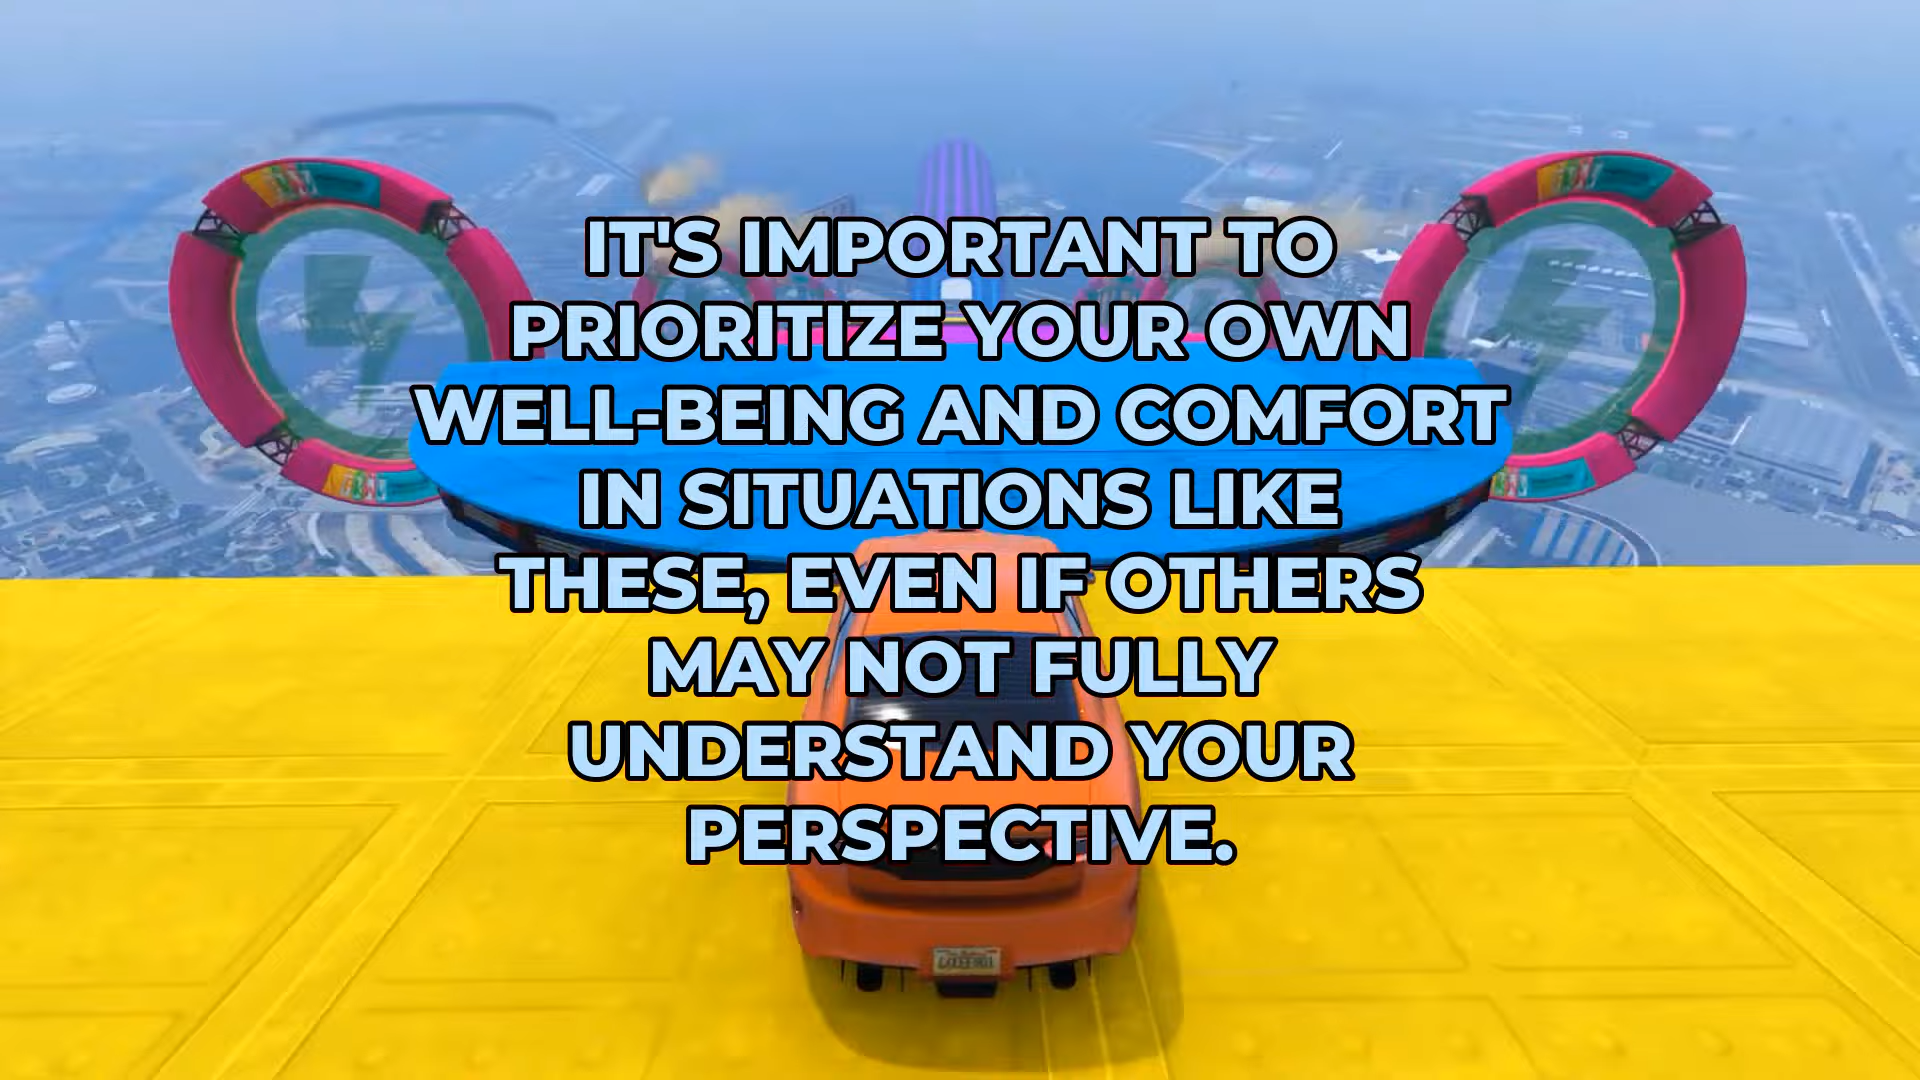 IT'S IMPORTANT TO
PRIORITIZE YOUR OWN
WELL-BEING AND COMFORT
IN SITUATIONS LIKE
THESE, EVEN IF OTHERS
MAY NOT FULLY
UNDERSTAND YOUR
PERSPECTIVE.